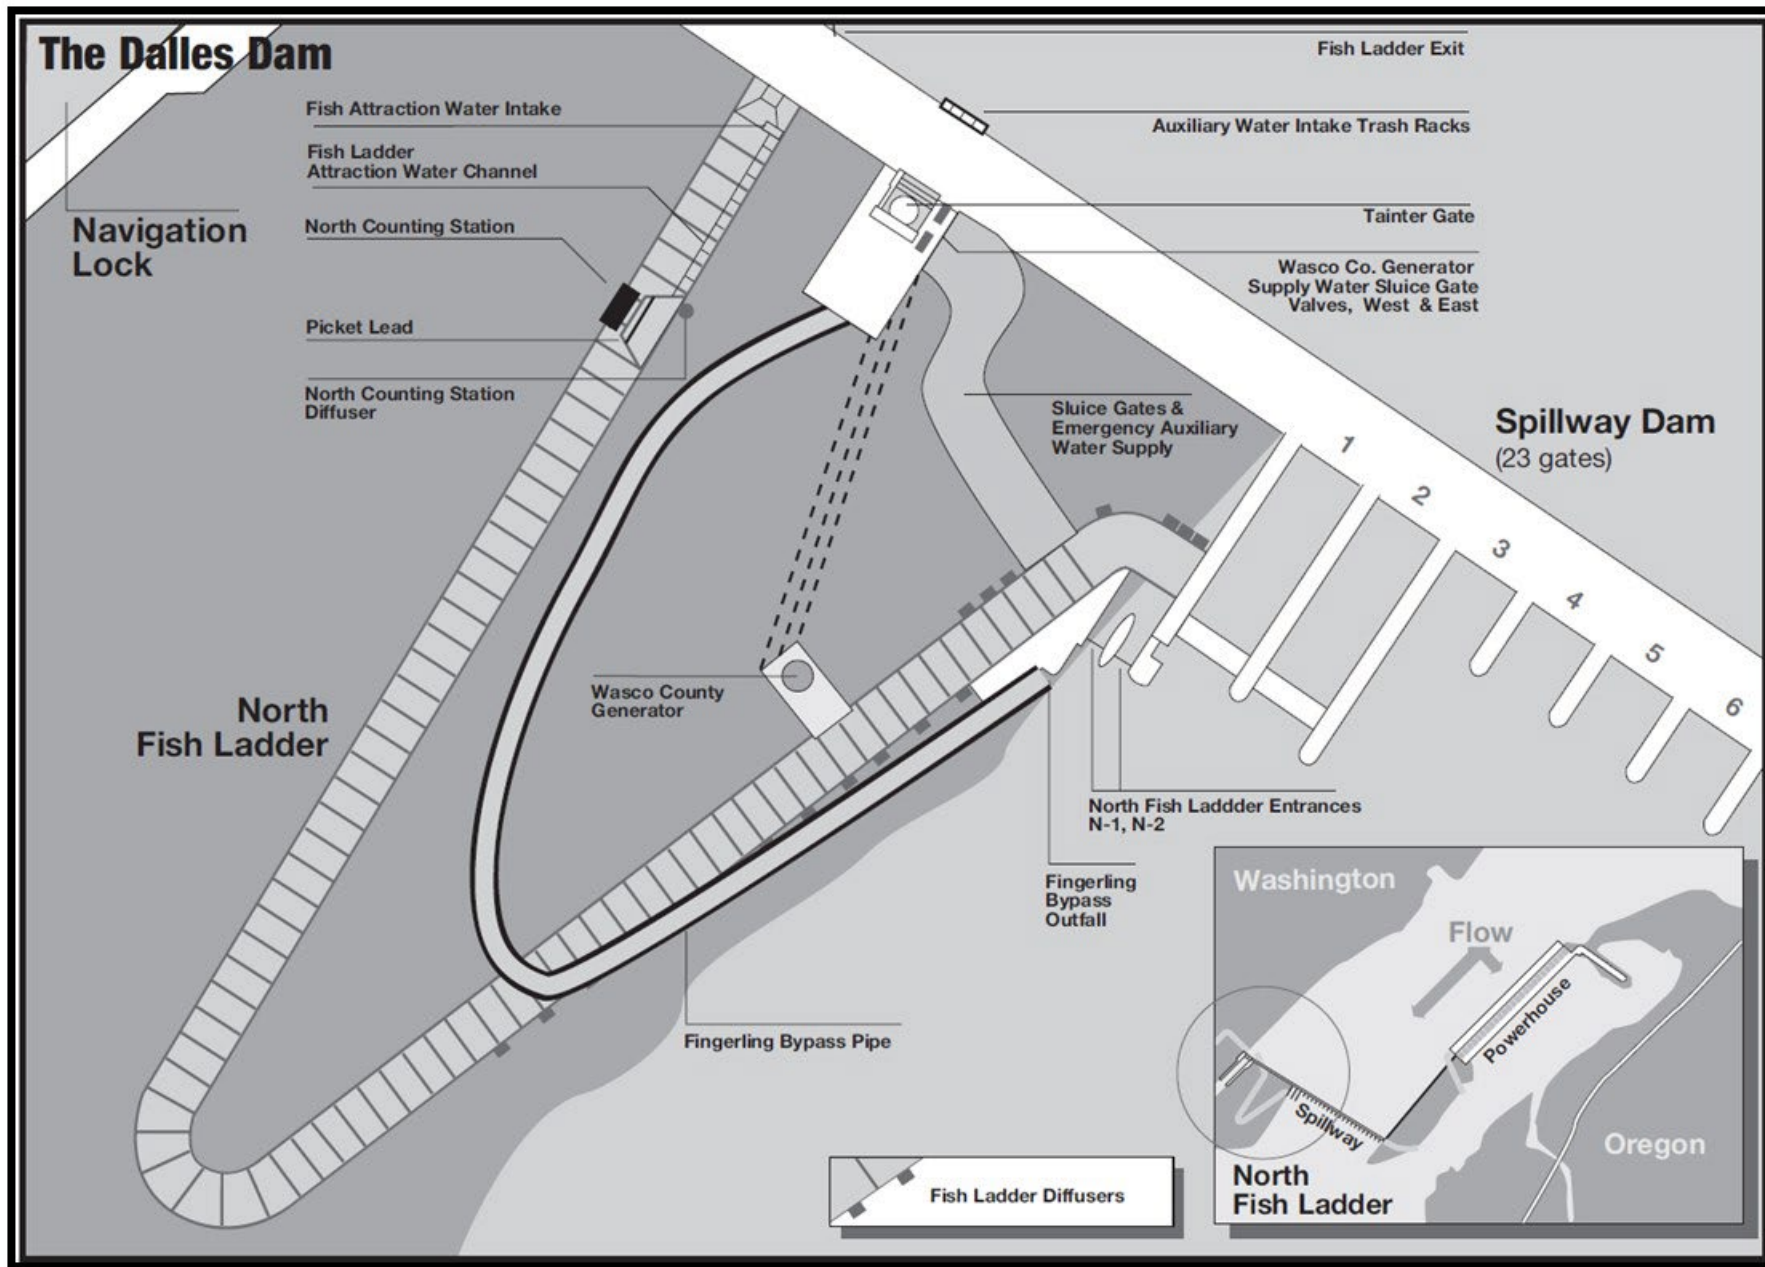 The Dalles Dam
Fish Ladder Exit
Fish Attraction Water Intake
Auxiliary Water Intake Trash Racks
Fish Ladder
Attraction Water Channel
Navigation
Lock
North Counting Station
Tainter Gate
Wasco Co. Generator
Supply Water Sluice Gate
Valves, West & East
Picket Lead
North Counting Station
Diffuser
Sluice Gates &
Emergency Auxiliary
Water Supply
Spillway Dam
(23 gates)
1
2
3
4
5
6
Wasco County
Generator
North
Fish Ladder
North Fish Laddder Entrances
N-1, N-2
Fingerling
Bypass
Outfall
Fingerling Bypass Pipe
Fish Ladder Diffusers
Washington
Flow
Powerhouse
Spillway
Oregon
North
Fish Ladder